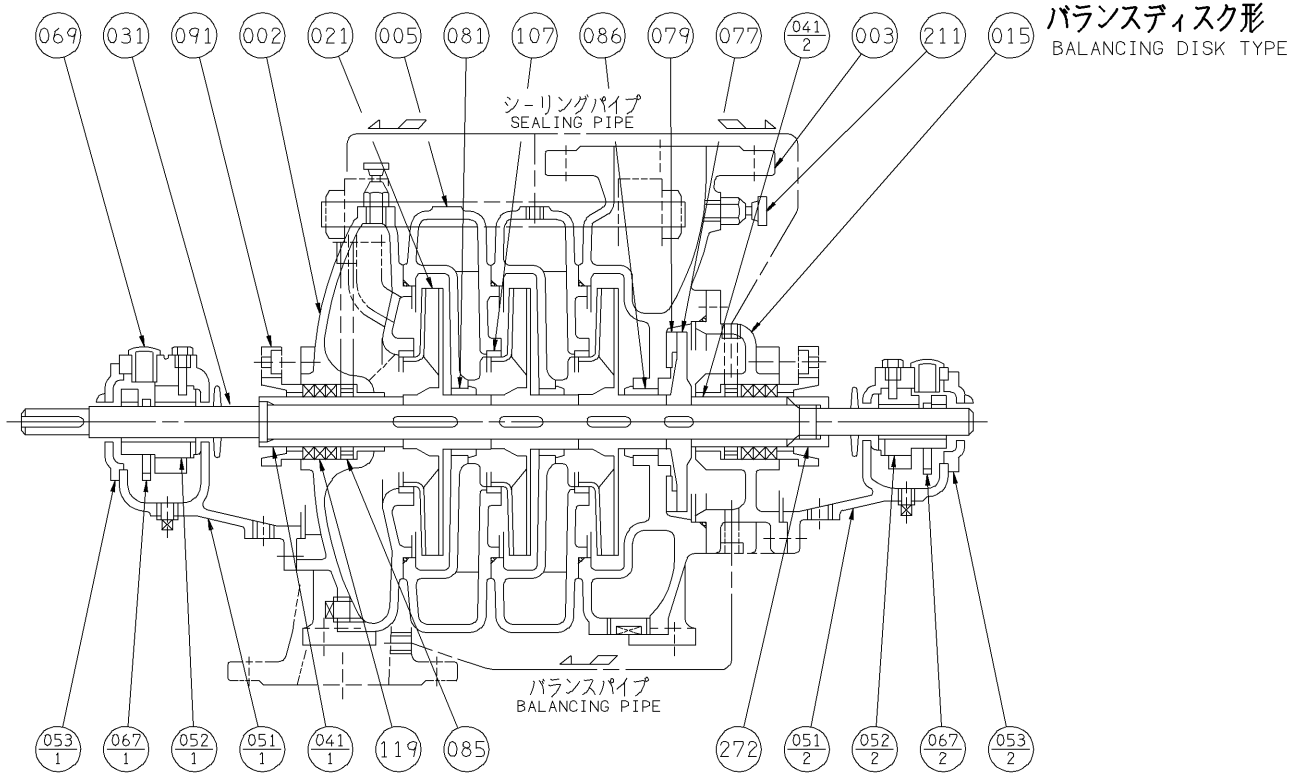 バランスディスク形
BALANCING DISK TYPE
069 031 091 002 021 005 081 107 086 079 077 041/2 003 211 015
シーリングパイプ
SEALING PIPE
バランスパイプ
BALANCING PIPE
053/1 067/1 052/1 051/1 041/1 119 085 272 051/2 052/2 067/2 053/2